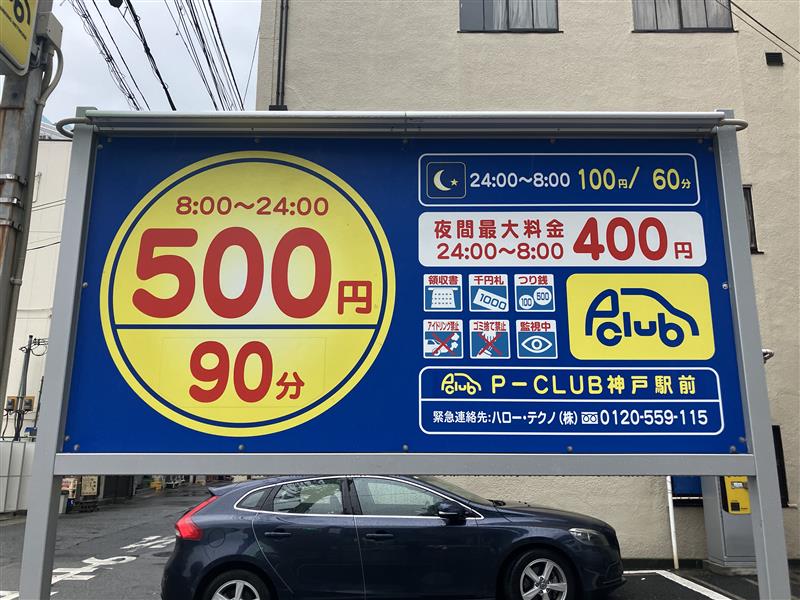 8:00〜24:00
500円
90分
24:00〜8:00 100円/ 60分
夜間最大料金
24:00〜8:00 400円
領収書 千円札 つり銭
1000 100 500
アイドリング禁止 ゴミ捨て禁止 監視中
P club
P club P-CLUB神戸駅前
緊急連絡先:ハロー・テクノ(株) 0120-559-115